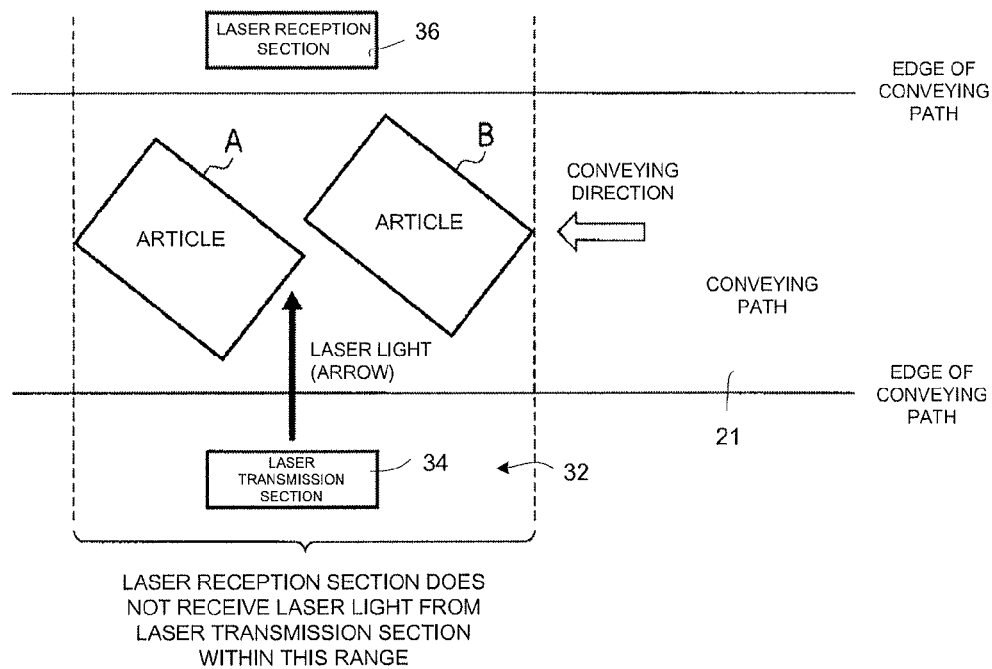 LASER RECEPTION
SECTION
36
EDGE OF
CONVEYING
PATH
A
B
CONVEYING
DIRECTION
ARTICLE
ARTICLE
CONVEYING
PATH
LASER LIGHT
(ARROW)
EDGE OF
CONVEYING
PATH
21
LASER
TRANSMISSION
SECTION
34
32
LASER RECEPTION SECTION DOES
NOT RECEIVE LASER LIGHT FROM
LASER TRANSMISSION SECTION
WITHIN THIS RANGE